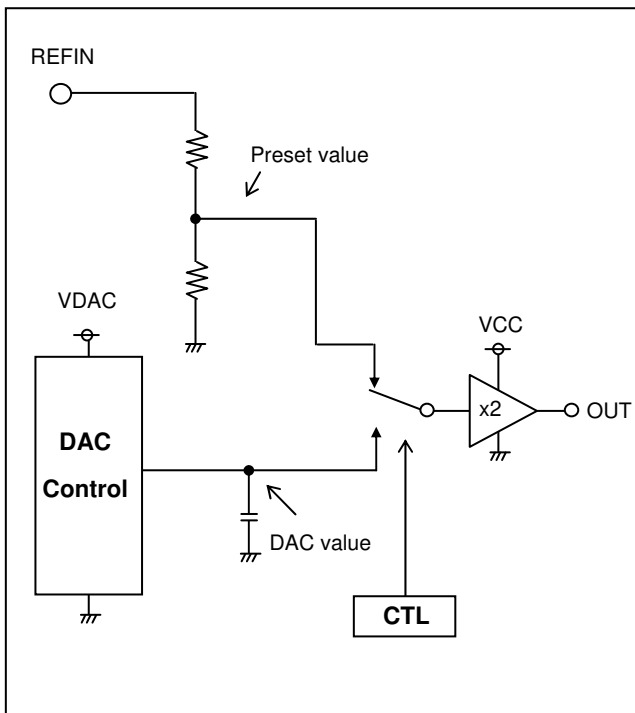 REFIN
Preset value
VDAC
VCC
x2
OUT
DAC
Control
DAC value
CTL